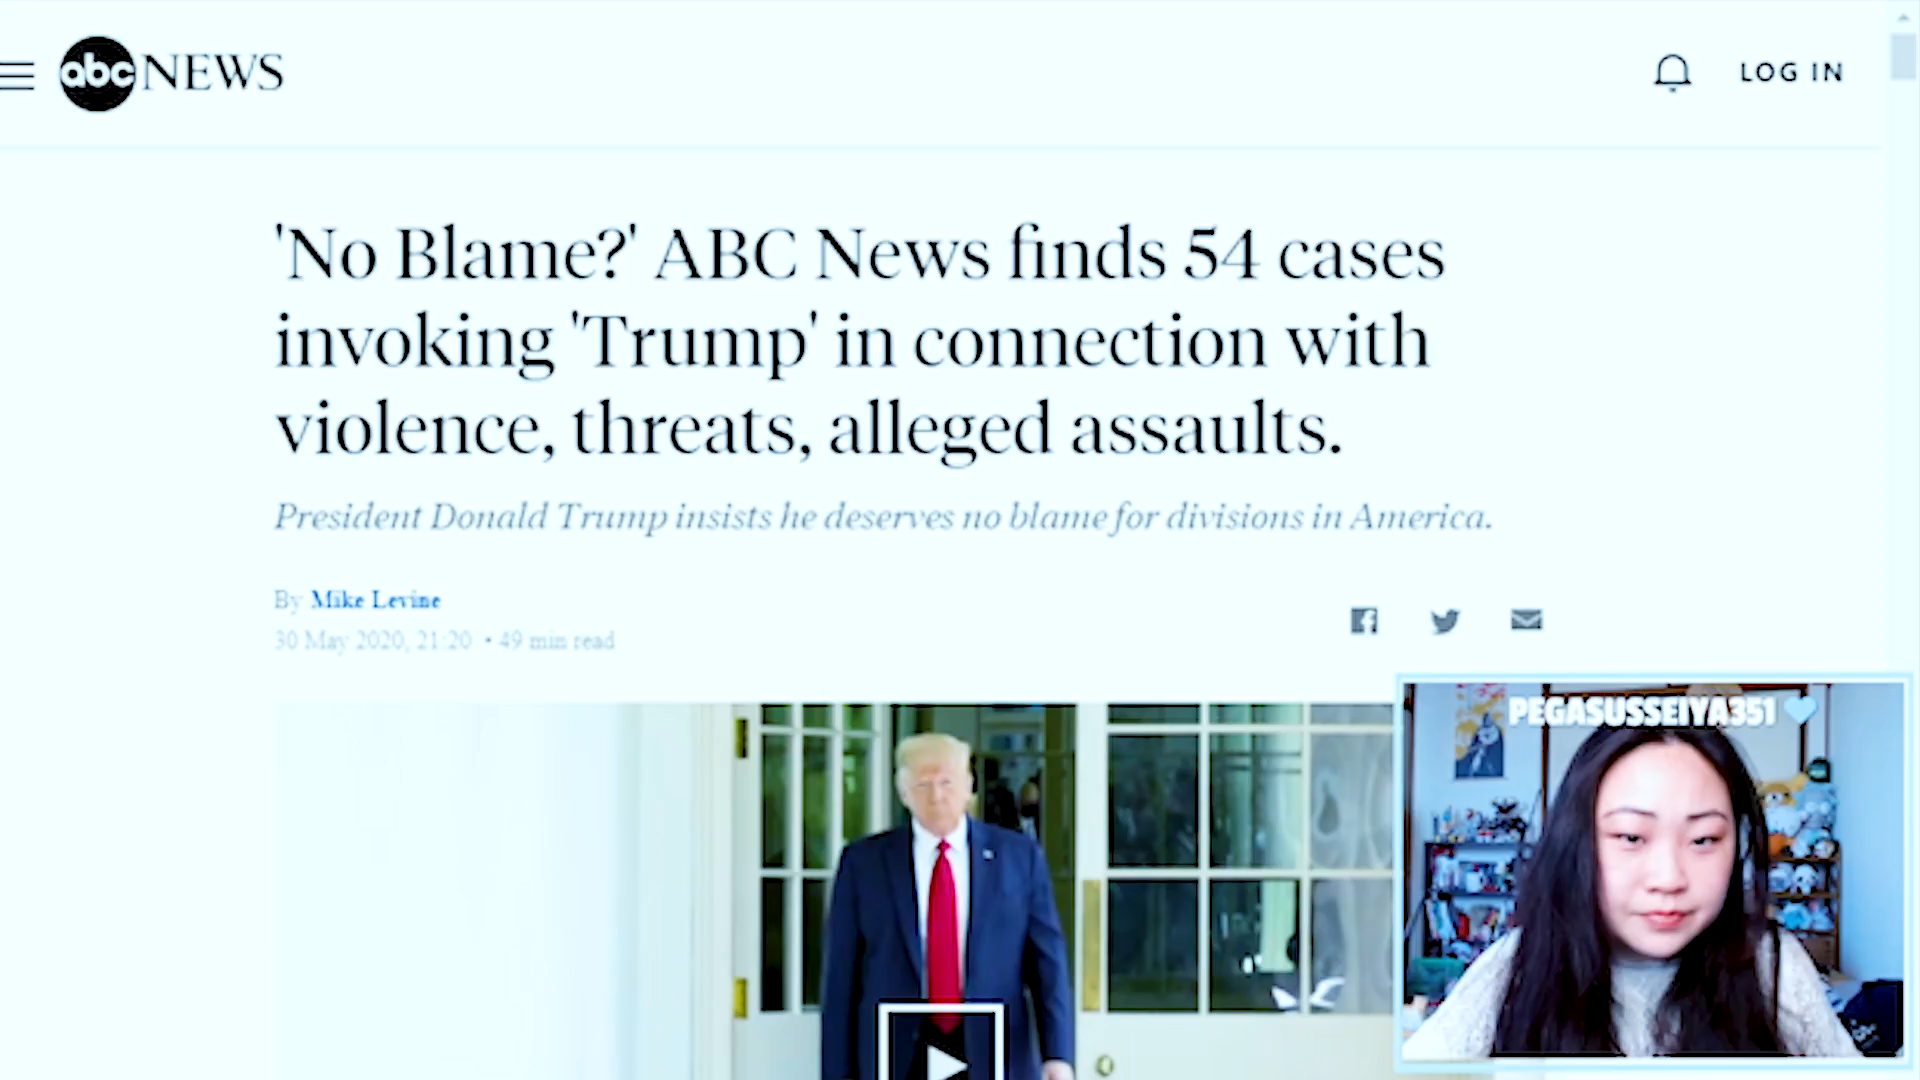 abc NEWS
LOG IN
'No Blame?' ABC News finds 54 cases
invoking 'Trump' in connection with
violence, threats, alleged assaults.
President Donald Trump insists he deserves no blame for divisions in America.
By Mike Levine
30 May 2020, 21:20 • 49 min read
PEGASUSSEIYA351